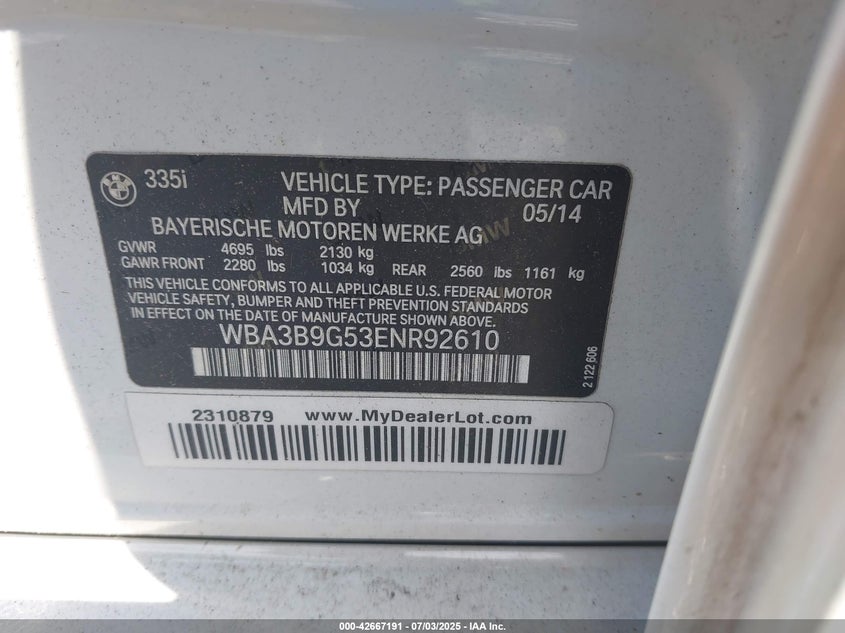 335i VEHICLE TYPE: PASSENGER CAR
MFD BY 05/14
BAYERISCHE MOTOREN WERKE AG
GVWR 4695 lbs 2130 kg
GAWR FRONT 2280 lbs 1034 kg REAR 2560 lbs 1161 kg
THIS VEHICLE CONFORMS TO ALL APPLICABLE U.S. FEDERAL MOTOR
VEHICLE SAFETY, BUMPER AND THEFT PREVENTION STANDARDS
IN EFFECT ON THE DATE OF MANUFACTURE SHOWN ABOVE.
WBA3B9G53ENR92610
2 122 606
2310879 www.MyDealerLot.com
000-42667191 - 07/03/2025 - IAA Inc.